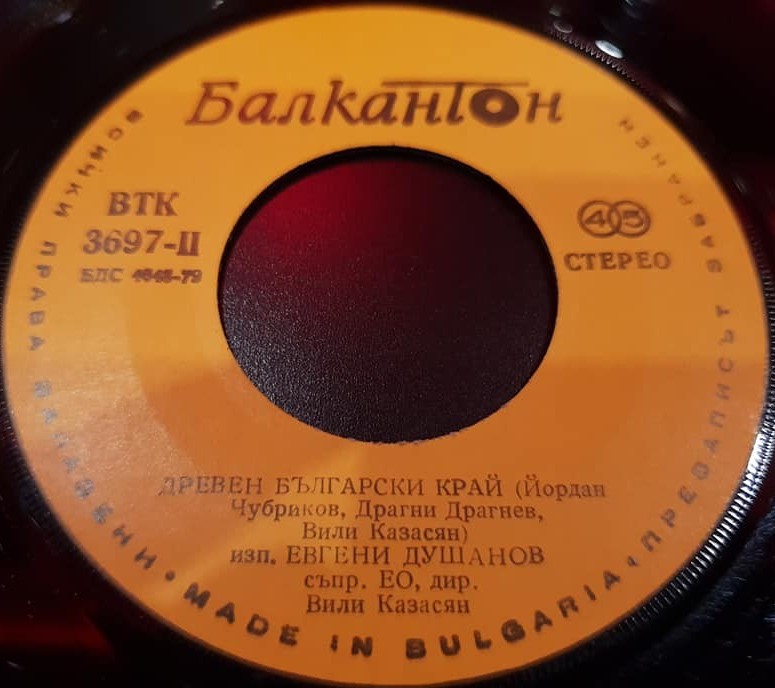 Балкантон
ВТК
3697-II
БДС 4645-79
45
СТЕРЕО
ДРЕВЕН БЪЛГАРСКИ КРАЙ (Йордан
Чубриков, Драгни Драгнев,
Вили Казасян)
изп. ЕВГЕНИ ДУШАНОВ
съпр. ЕО, дир.
Вили Казасян
ВСИЧКИ ПРАВА ЗАПАЗЕНИ • MADE IN BULGARIA • ПРЕЗАПИСЪТ ЗАБРАНЕН